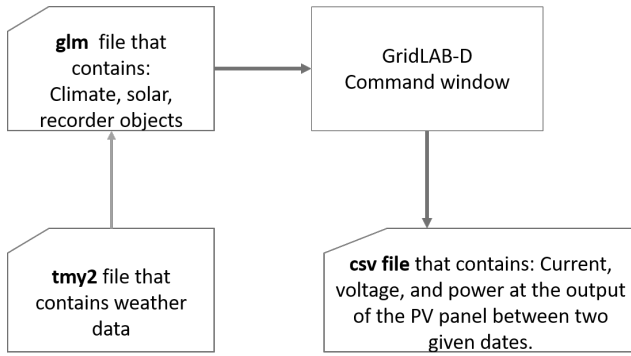 glm file that
contains:
Climate, solar,
recorder objects
GridLAB-D
Command window
tmy2 file that
contains weather
data
csv file that contains: Current,
voltage, and power at the output
of the PV panel between two
given dates.